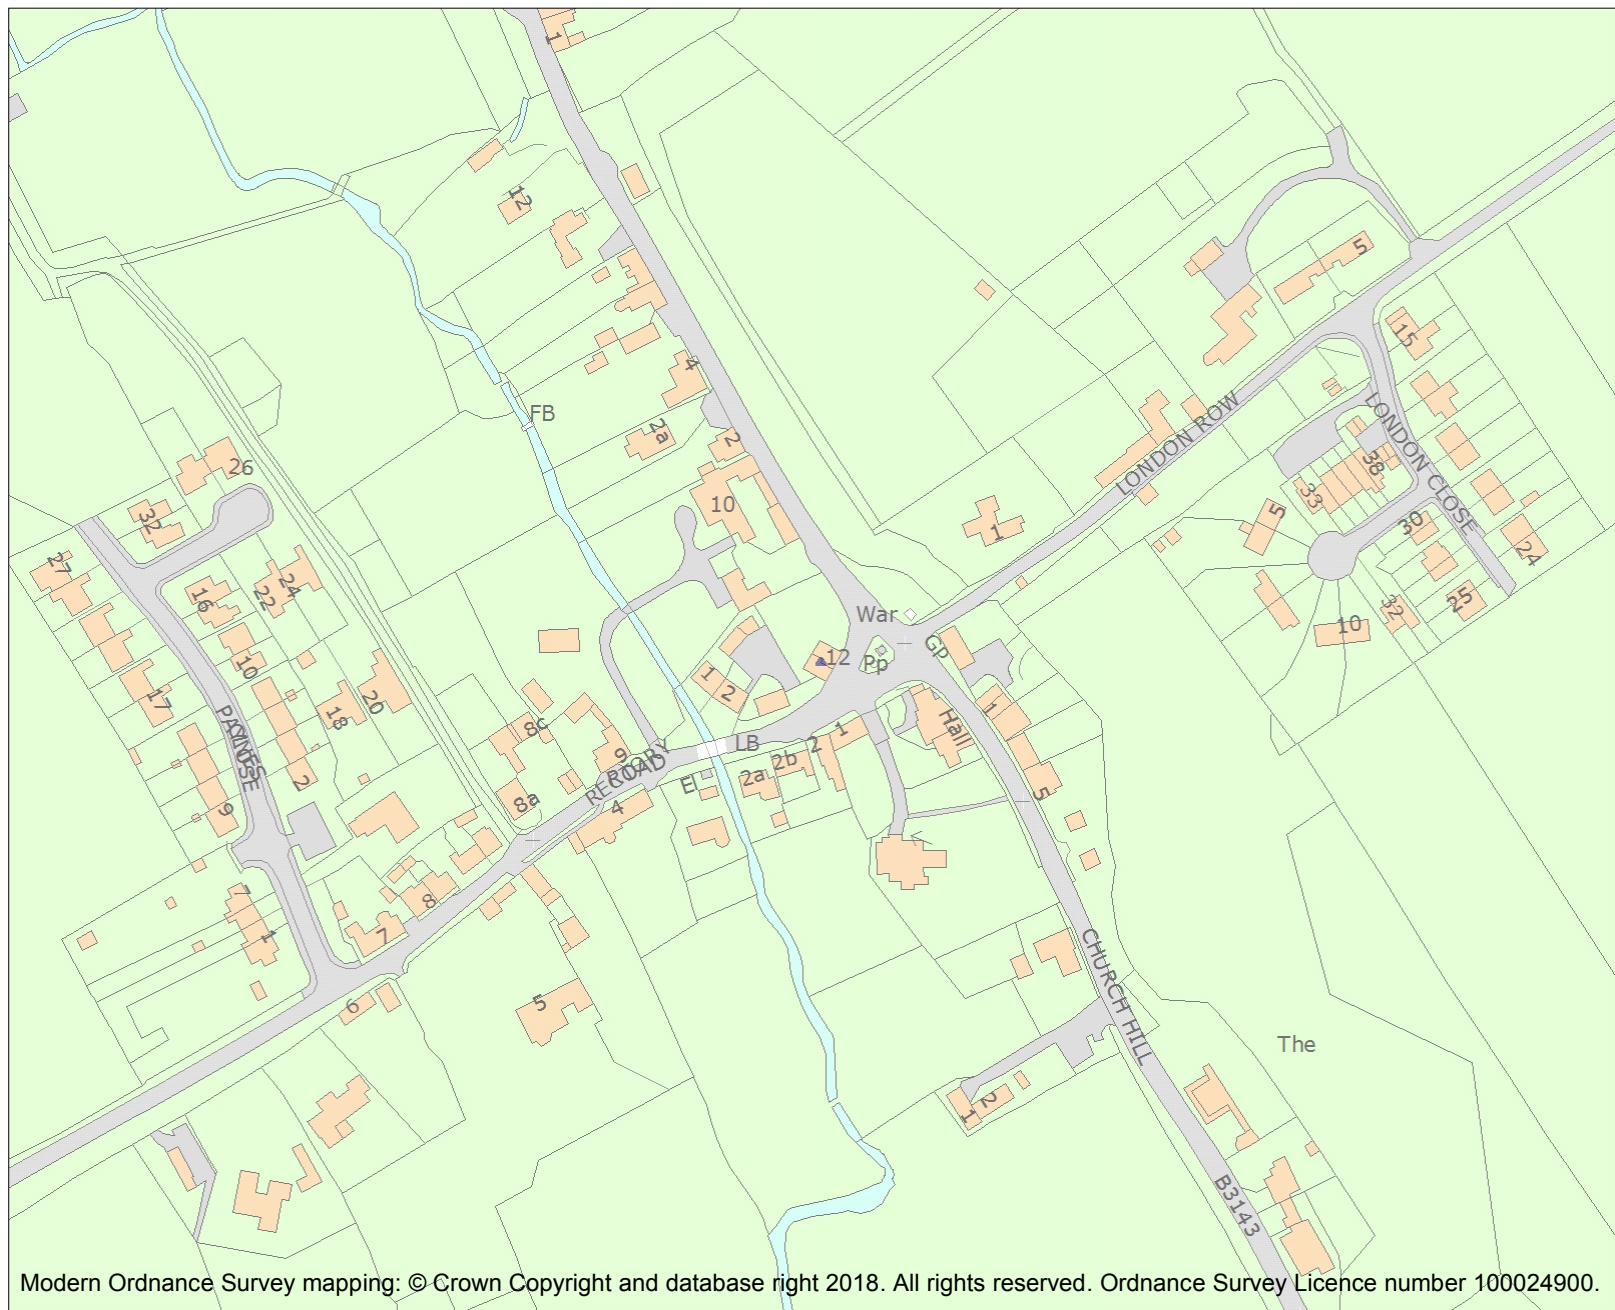 1
12
4
2a
2
FB
10
26
32
27
16
22
24
10
17
18
20
2
9
PAYNES
CLOSE
7
1
8
7
6
5
8a
8c
9
4
RECTORY
ROAD
El
LB
1
2
2a
2b
2
1
12
War
Pp
Gp
Hall
1
5
1
LONDON ROW
5
15
LONDON CLOSE
38
33
5
30
24
25
32
10
CHURCH HILL
The
1
2
B3143
Modern Ordnance Survey mapping: © Crown Copyright and database right 2018. All rights reserved. Ordnance Survey Licence number 100024900.